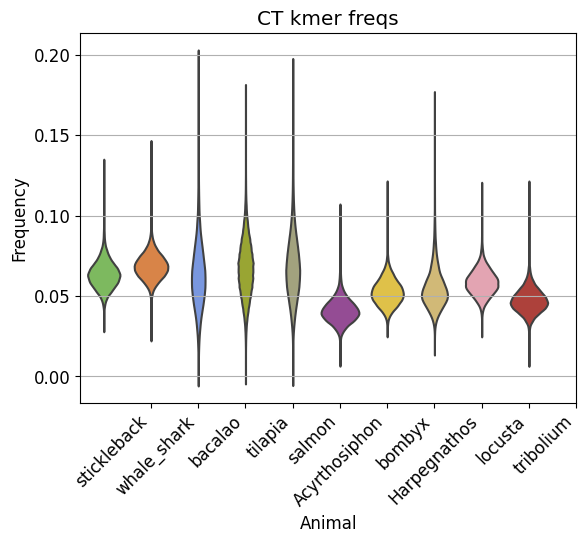 CT kmer freqs
0.20
0.15
0.10
0.05
0.00
Frequency
stickleback
whale_shark
bacalao
tilapia
salmon
Acyrthosiphon
bombyx
Harpegnathos
locusta
tribolium
Animal